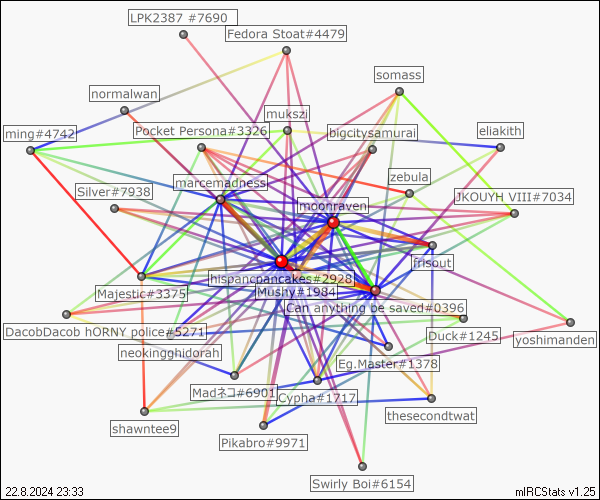 LPK2387 #7690
Fedora Stoat#4479
somass
normalwan
mukszi
ming#4742
Pocket Persona#3326
bigcitysamurai
eliakith
marcemadness
zebula
Silver#7938
JKOUYH VIII#7034
moonraven
frisout
hispancpancakes#2928
Majestic#3375
Mushy#1984
Can anything be saved#0396
DacobDacob hORNY police#5271
Duck#1245
yoshimanden
neokingghidorah
Eg.Master#1378
Madネコ#6901
Cypha#1717
thesecondtwat
shawntee9
Pikabro#9971
Swirly Boi#6154
22.8.2024 23:33
mIRCStats v1.25